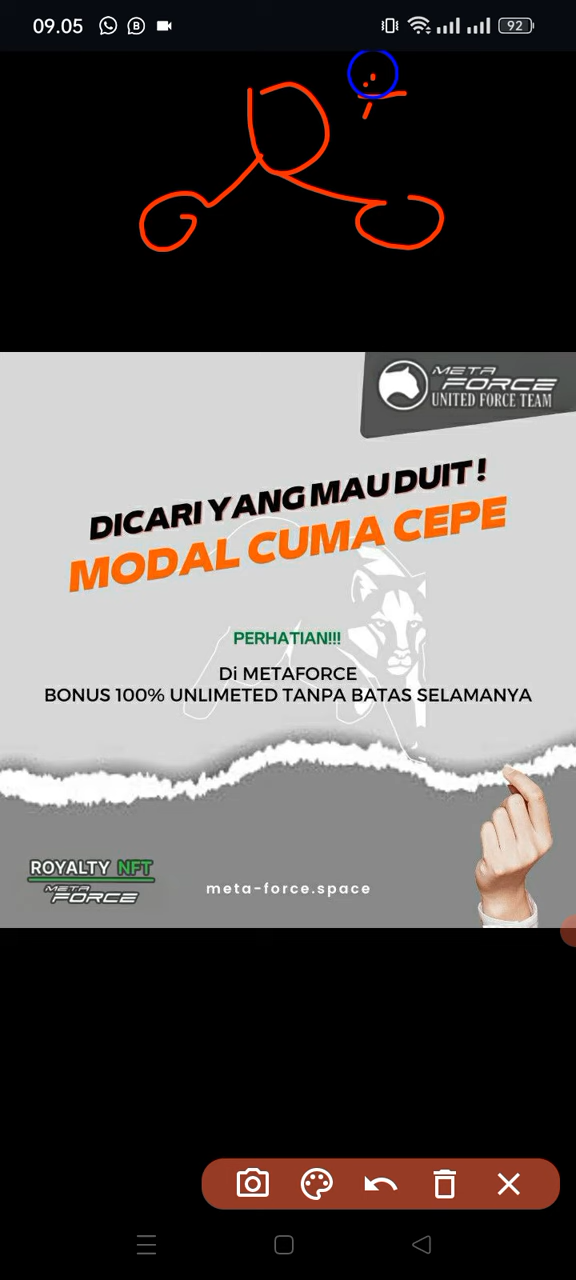 09.05
92
META
FORCE
UNITED FORCE TEAM
DICARI YANG MAU DUIT !
MODAL CUMA CEPE
PERHATIAN!!!
Di METAFORCE
BONUS 100% UNLIMETED TANPA BATAS SELAMANYA
ROYALTY NFT
META
FORCE
meta-force.space